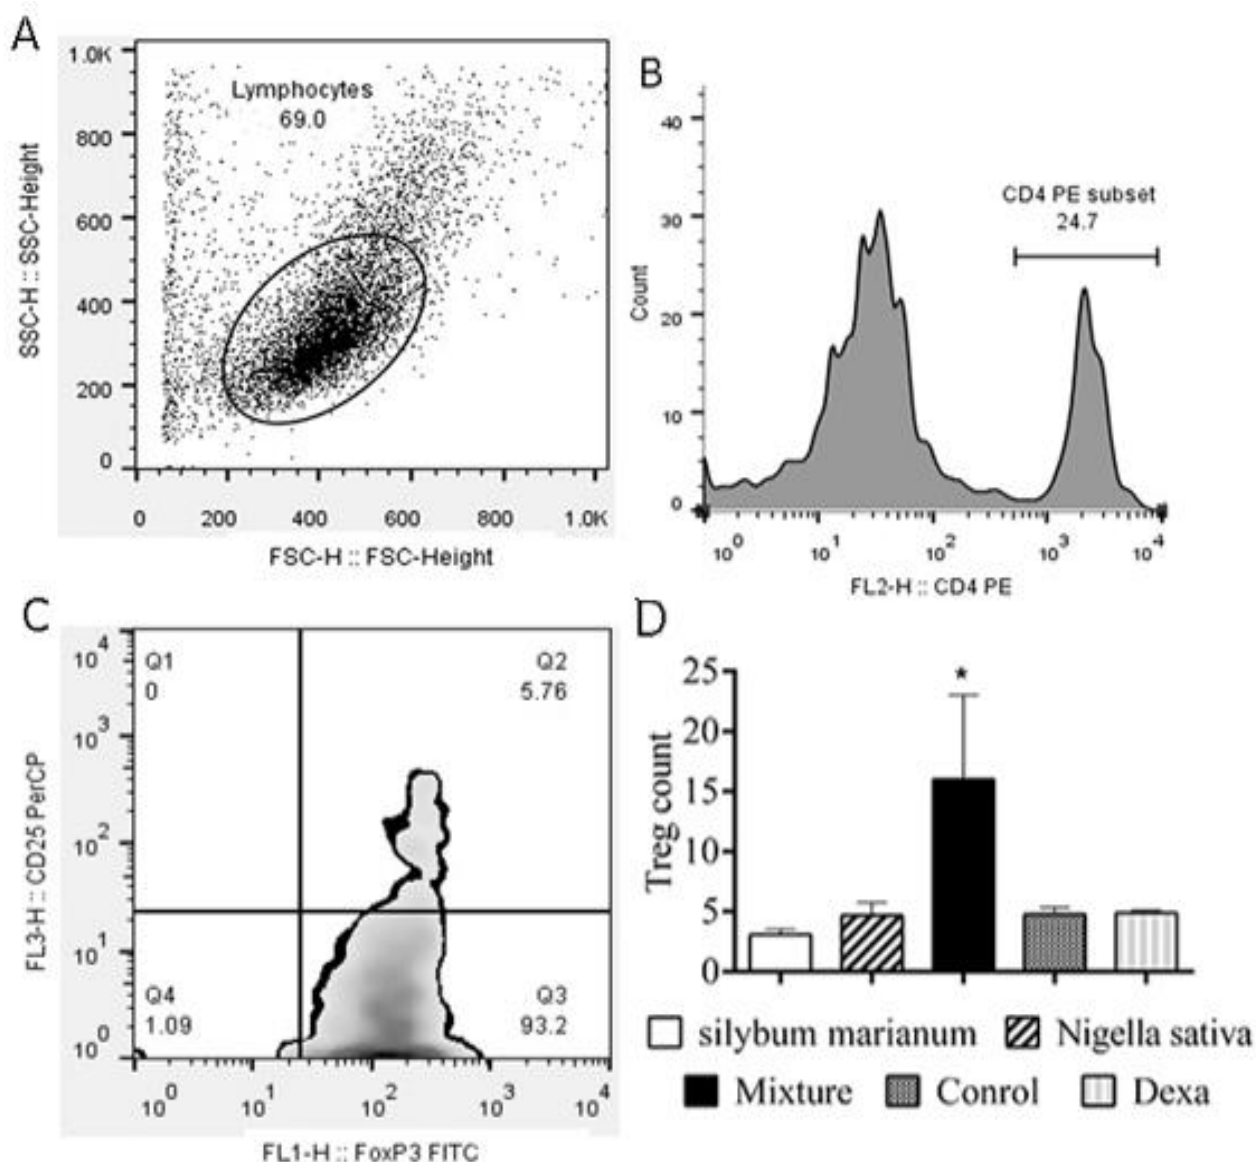 A
1.0K
800
600
400
200
0
SSC-H :: SSC-Height
Lymphocytes
69.0
0 200 400 600 800 1.0K
FSC-H :: FSC-Height
B
40
30
20
10
0
Count
CD4 PE subset
24.7
10^0 10^1 10^2 10^3 10^4
FL2-H :: CD4 PE
C
10^4
10^3
10^2
10^1
10^0
FL3-H :: CD25 PerCP
Q1
0
Q2
5.76
Q4
1.09
Q3
93.2
10^0 10^1 10^2 10^3 10^4
FL1-H :: FoxP3 FITC
D
25
20
15
10
5
0
Treg count
*
silybum marianum Nigella sativa
Mixture Conrol Dexa